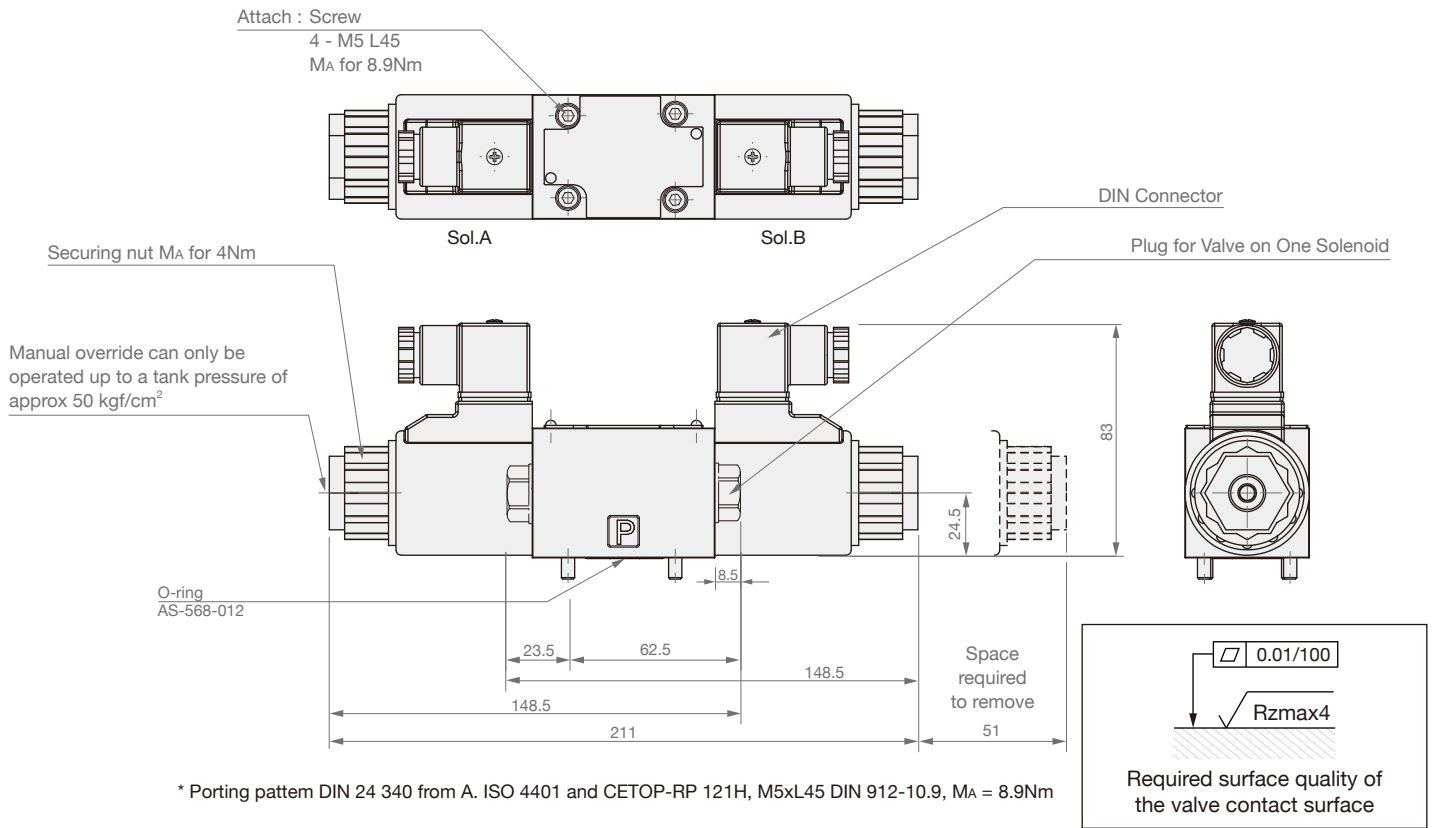 Attach : Screw
4 - M5 L45
MA for 8.9Nm
Sol.A
Sol.B
DIN Connector
Plug for Valve on One Solenoid
Securing nut MA for 4Nm
Manual override can only be
operated up to a tank pressure of
approx 50 kgf/cm²
83
24.5
P
8.5
O-ring
AS-568-012
23.5
62.5
148.5
148.5
211
Space
required
to remove
51
0.01/100
Rzmax4
Required surface quality of
the valve contact surface
* Porting pattem DIN 24 340 from A. ISO 4401 and CETOP-RP 121H, M5xL45 DIN 912-10.9, MA = 8.9Nm